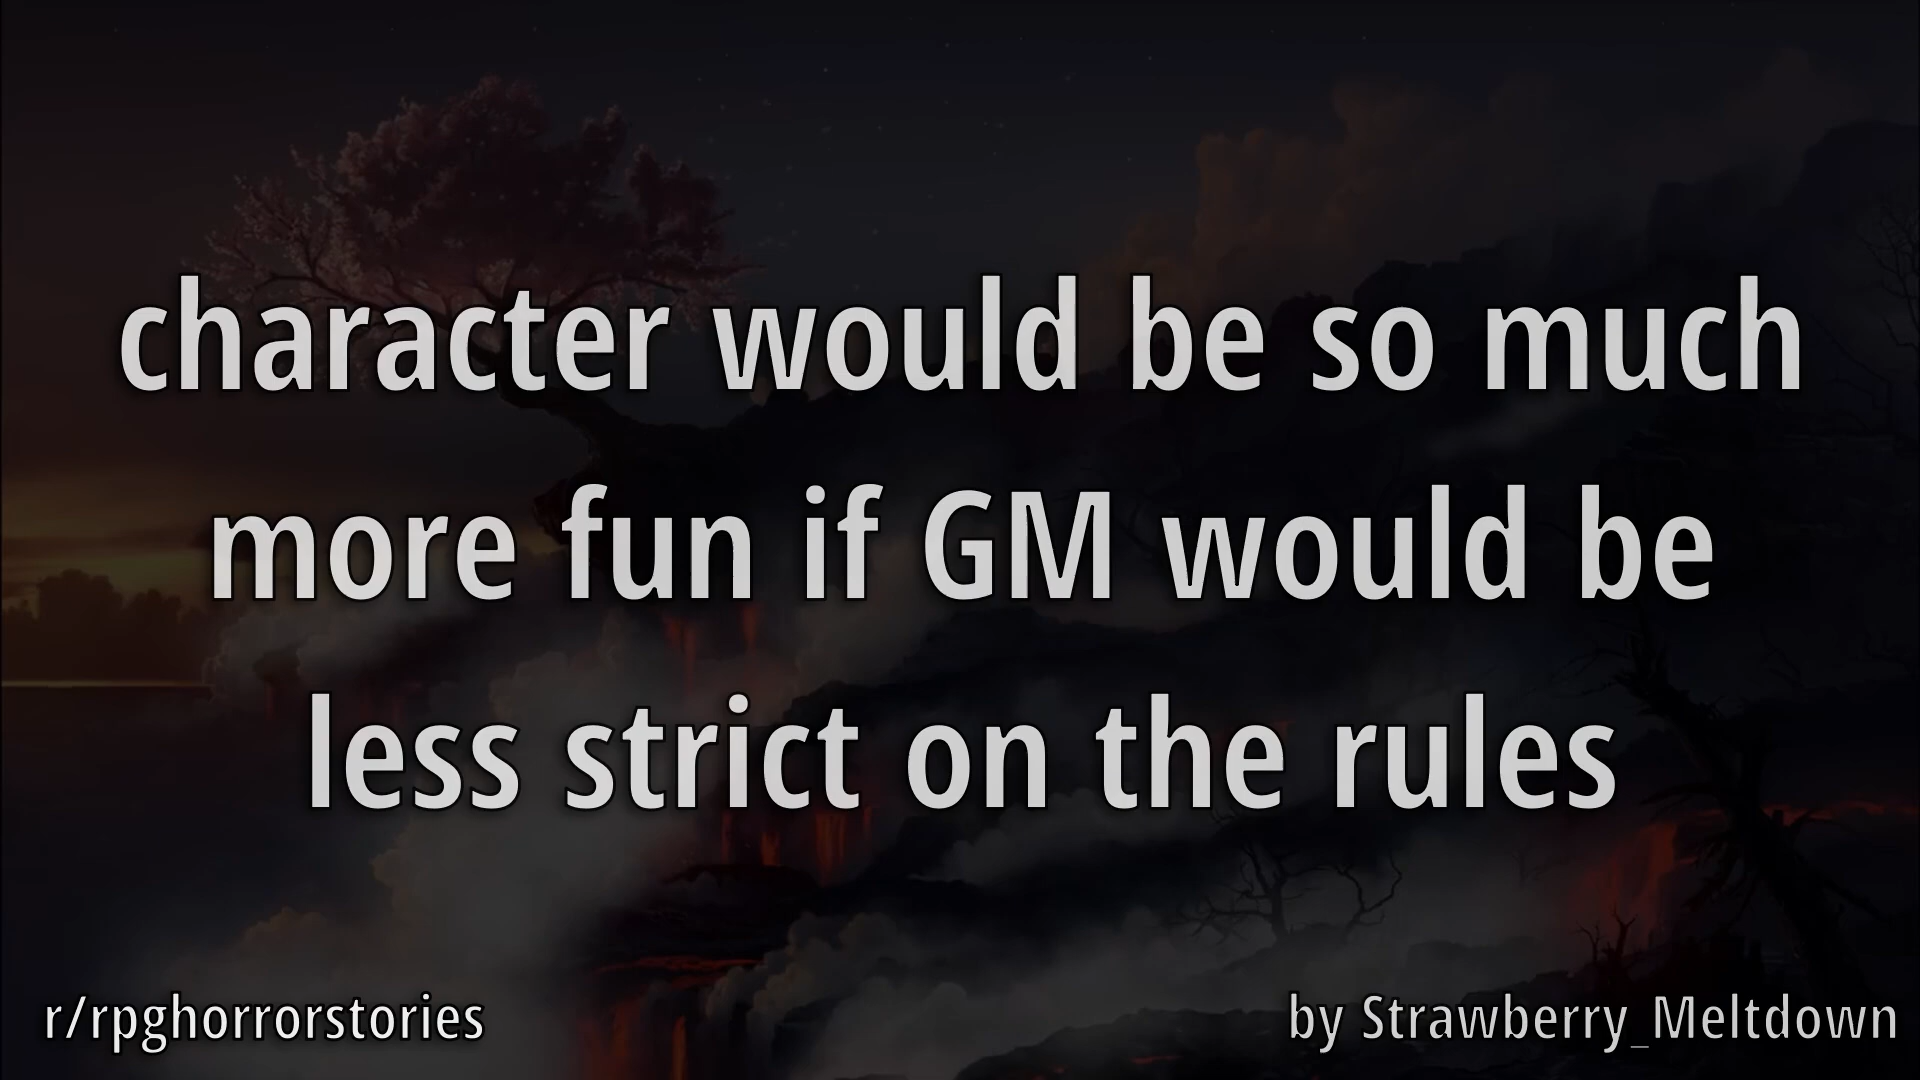 character would be so much
more fun if GM would be
less strict on the rules
r/rpghorrorstories
by Strawberry_Meltdown